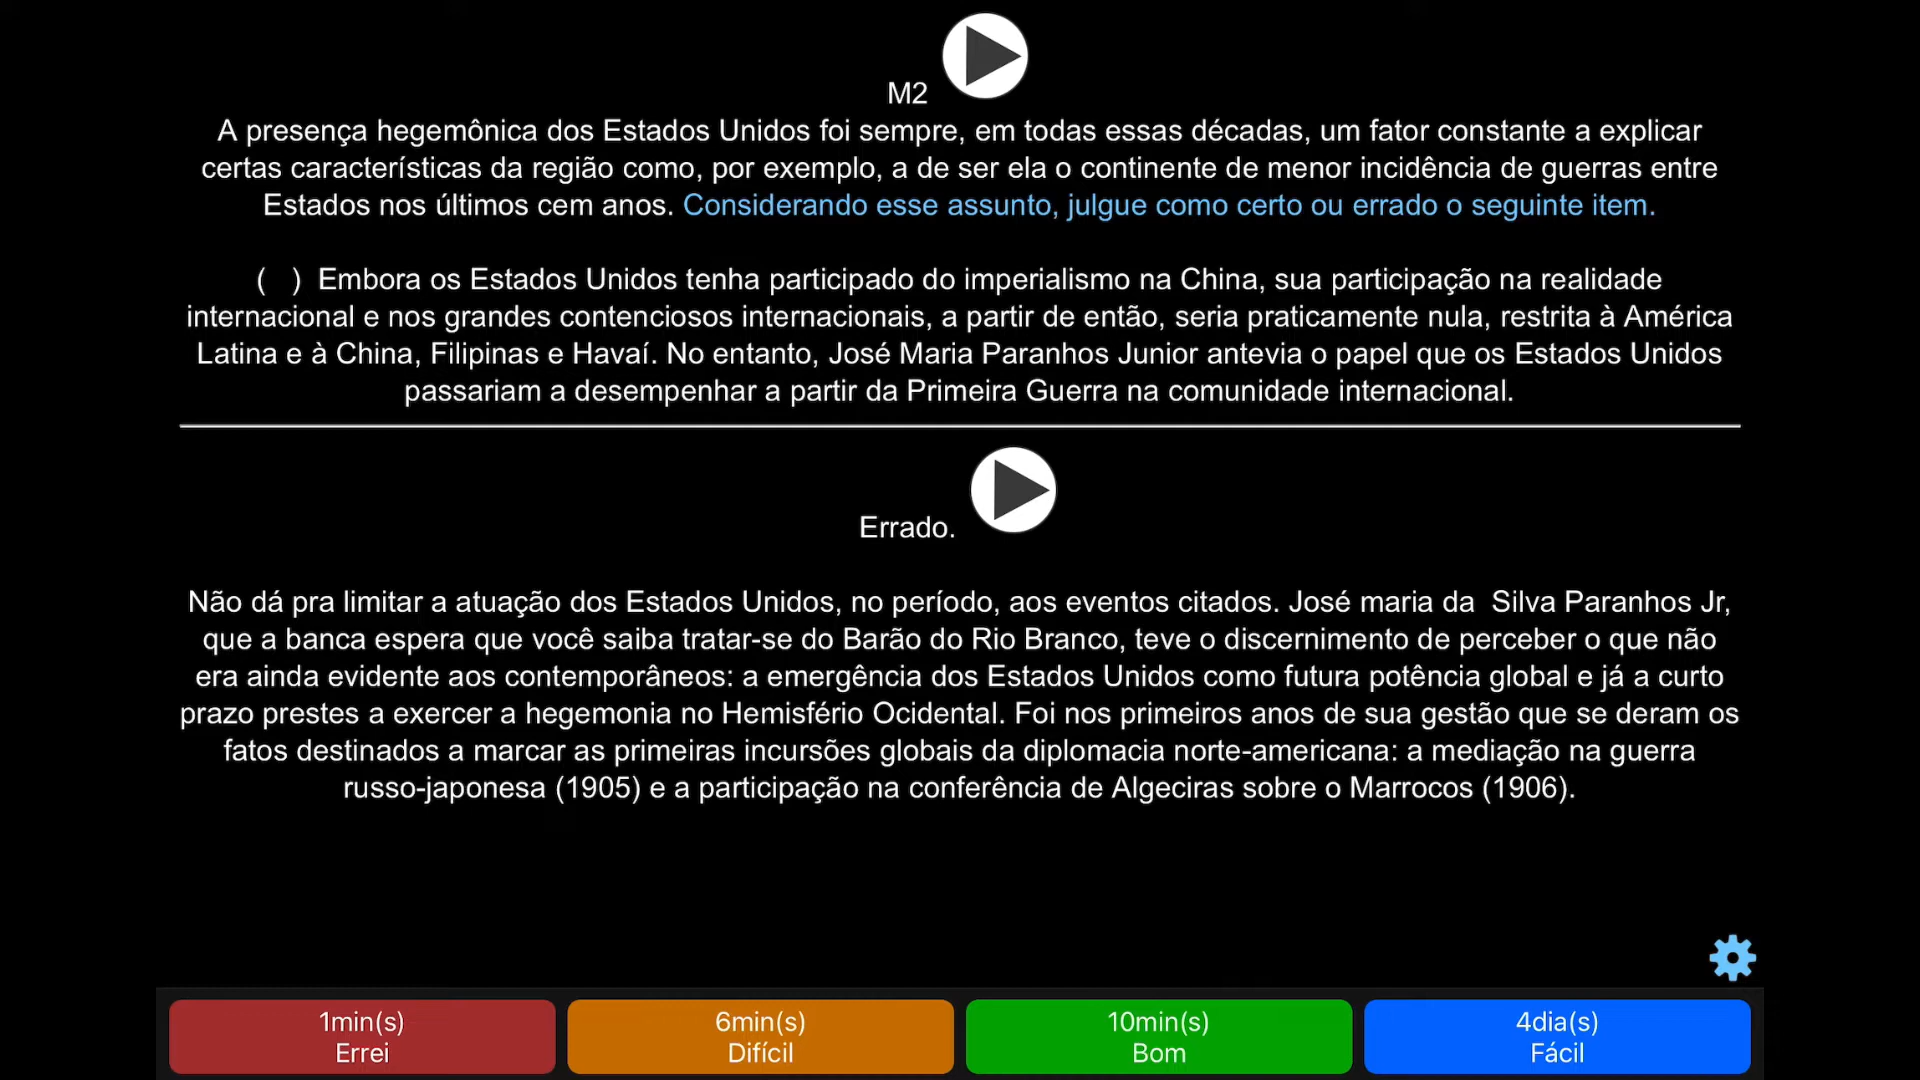 M2
A presença hegemônica dos Estados Unidos foi sempre, em todas essas décadas, um fator constante a explicar
certas características da região como, por exemplo, a de ser ela o continente de menor incidência de guerras entre
Estados nos últimos cem anos. Considerando esse assunto, julgue como certo ou errado o seguinte item.
(   )  Embora os Estados Unidos tenha participado do imperialismo na China, sua participação na realidade
internacional e nos grandes contenciosos internacionais, a partir de então, seria praticamente nula, restrita à América
Latina e à China, Filipinas e Havaí. No entanto, José Maria Paranhos Junior antevia o papel que os Estados Unidos
passariam a desempenhar a partir da Primeira Guerra na comunidade internacional.
Errado.
Não dá pra limitar a atuação dos Estados Unidos, no período, aos eventos citados. José maria da  Silva Paranhos Jr,
que a banca espera que você saiba tratar-se do Barão do Rio Branco, teve o discernimento de perceber o que não
era ainda evidente aos contemporâneos: a emergência dos Estados Unidos como futura potência global e já a curto
prazo prestes a exercer a hegemonia no Hemisfério Ocidental. Foi nos primeiros anos de sua gestão que se deram os
fatos destinados a marcar as primeiras incursões globais da diplomacia norte-americana: a mediação na guerra
russo-japonesa (1905) e a participação na conferência de Algeciras sobre o Marrocos (1906).
1min(s)
Errei
6min(s)
Difícil
10min(s)
Bom
4dia(s)
Fácil